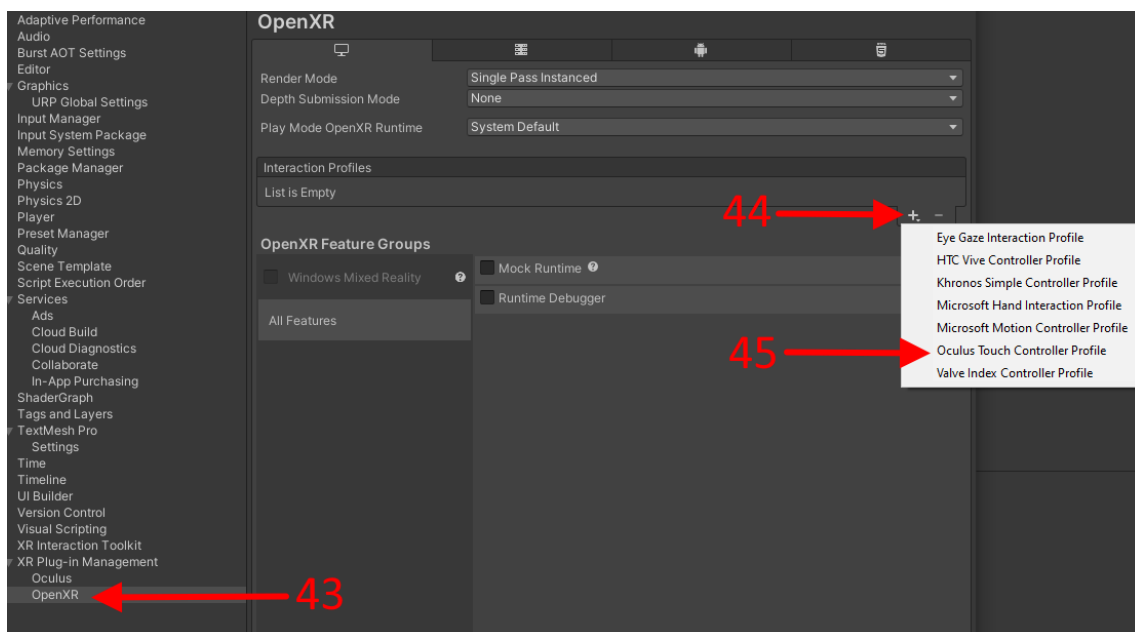 Adaptive Performance
Audio
Burst AOT Settings
Editor
Graphics
URP Global Settings
Input Manager
Input System Package
Memory Settings
Package Manager
Physics
Physics 2D
Player
Preset Manager
Quality
Scene Template
Script Execution Order
Services
Ads
Cloud Build
Cloud Diagnostics
Collaborate
In-App Purchasing
ShaderGraph
Tags and Layers
TextMesh Pro
Settings
Time
Timeline
UI Builder
Version Control
Visual Scripting
XR Interaction Toolkit
XR Plug-in Management
Oculus
OpenXR
43
OpenXR
Render Mode Single Pass Instanced
Depth Submission Mode None
Play Mode OpenXR Runtime System Default
Interaction Profiles
List is Empty
44
+ −
OpenXR Feature Groups
Windows Mixed Reality ?
All Features
Mock Runtime ?
Runtime Debugger
Eye Gaze Interaction Profile
HTC Vive Controller Profile
Khronos Simple Controller Profile
Microsoft Hand Interaction Profile
Microsoft Motion Controller Profile
45
Oculus Touch Controller Profile
Valve Index Controller Profile